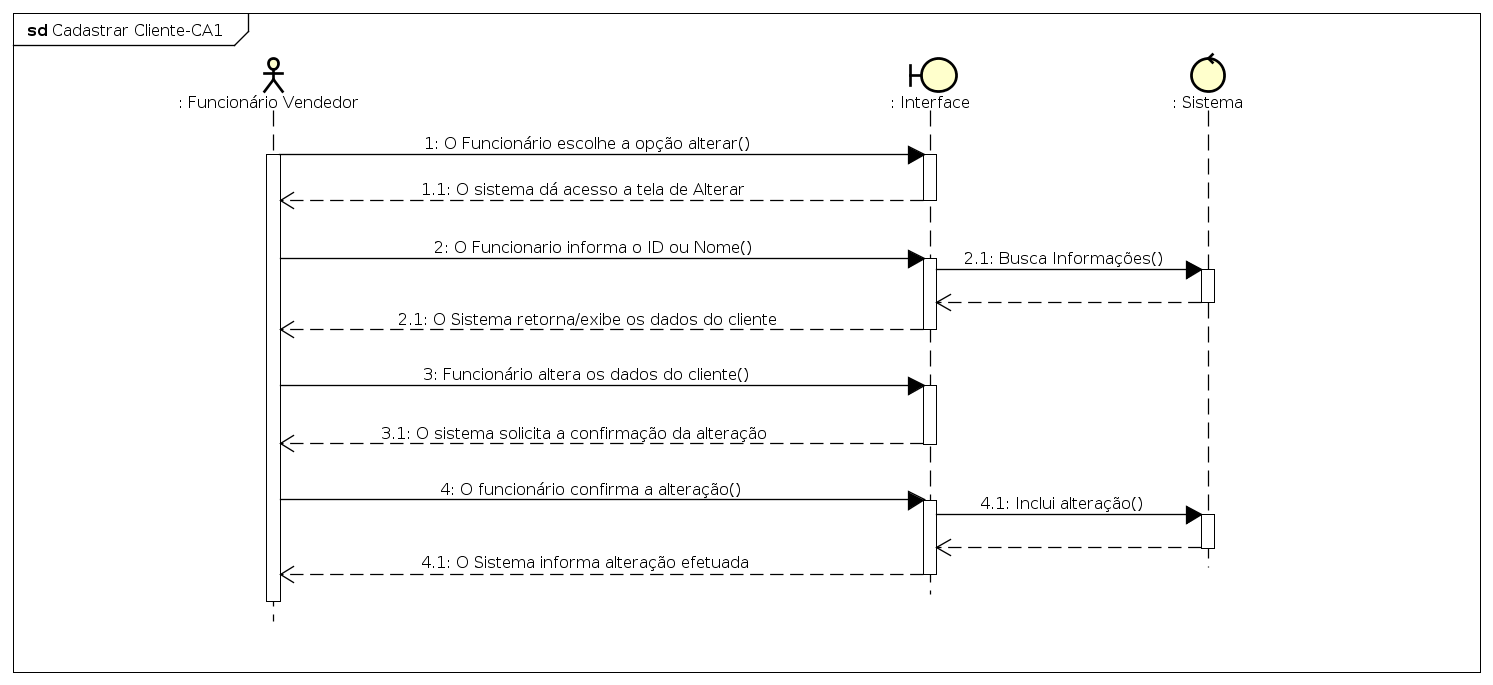 sd Cadastrar Cliente-CA1
: Funcionário Vendedor
: Interface
: Sistema
1: O Funcionário escolhe a opção alterar()
1.1: O sistema dá acesso a tela de Alterar
2: O Funcionario informa o ID ou Nome()
2.1: Busca Informações()
2.1: O Sistema retorna/exibe os dados do cliente
3: Funcionário altera os dados do cliente()
3.1: O sistema solicita a confirmação da alteração
4: O funcionário confirma a alteração()
4.1: Inclui alteração()
4.1: O Sistema informa alteração efetuada